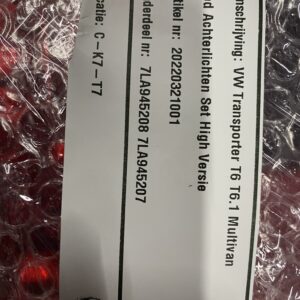 mschrijving: VW Transporter T6 T6.1 Multivan
d Achterlichten Set High Versie
tikel nr: 20220321001
derdeel nr: 7LA945208 7LA945207
atie: C-K7-T7